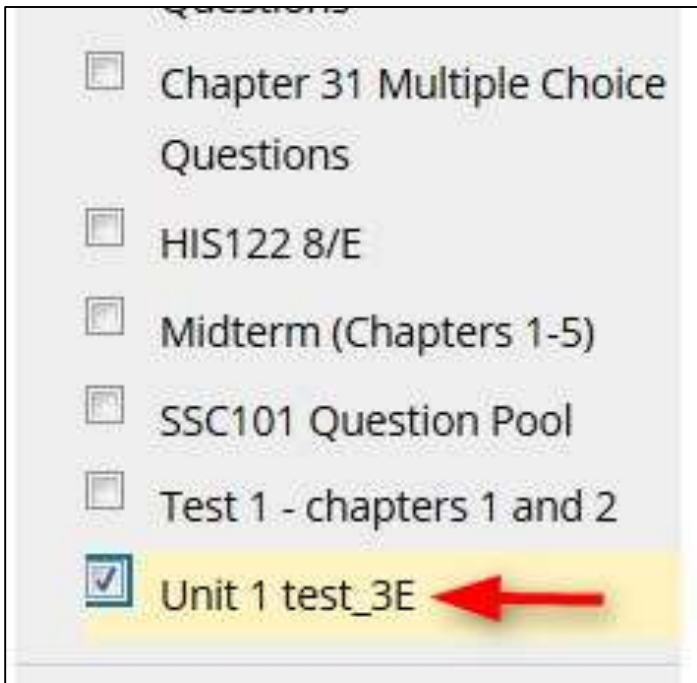 Questions
Chapter 31 Multiple Choice
Questions
HIS122 8/E
Midterm (Chapters 1-5)
SSC101 Question Pool
Test 1 - chapters 1 and 2
Unit 1 test_3E